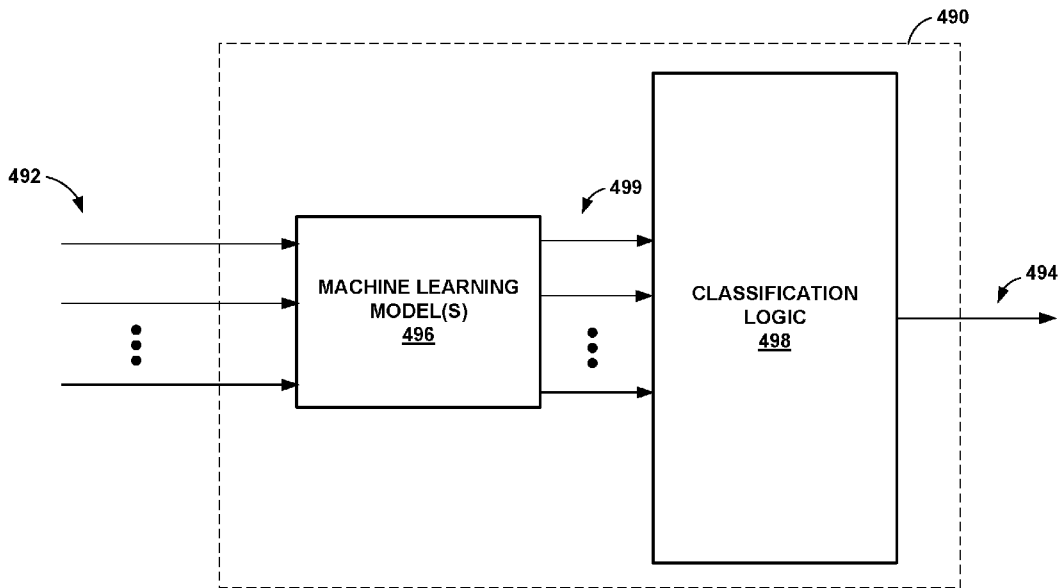 490
492
499
MACHINE LEARNING
MODEL(S)
496
CLASSIFICATION
LOGIC
498
494